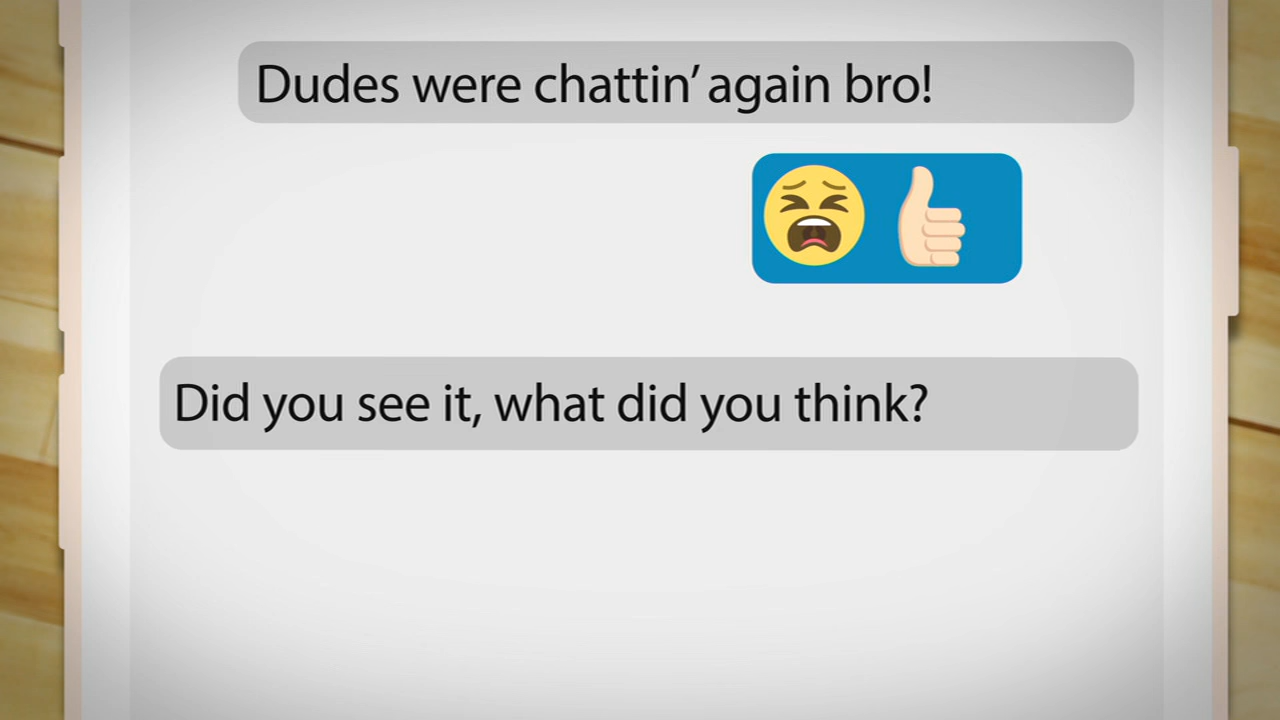 Dudes were chattin’ again bro!
Did you see it, what did you think?